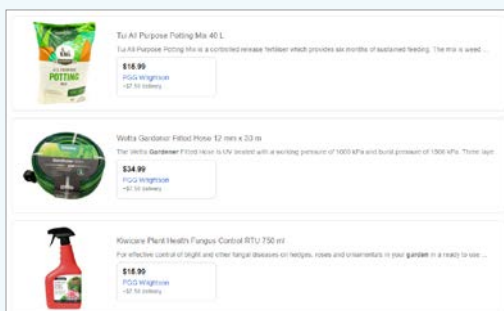 POTTING
Tui All Purpose Potting Mix 40 L
Tui All Purpose Potting Mix is a controlled release fertiliser which provides six months of sustained feeding. The mix is weed ...
$16.99
PGG Wrightson
+$7.50 delivery
Wetta Gardener Fitted Hose 12 mm x 30 m
The Wetta Gardener Fitted Hose is UV treated with a working pressure of 1000 kPa and burst pressure of 1500 kPa. Three layer
$34.99
PGG Wrightson
+$7.50 delivery
Kiwicare Plant Health Fungus Control RTU 750 ml
For effective control of blight and other fungal diseases on hedges, roses and ornamentals in your garden in a ready to use ...
$16.99
PGG Wrightson
+$7.50 delivery